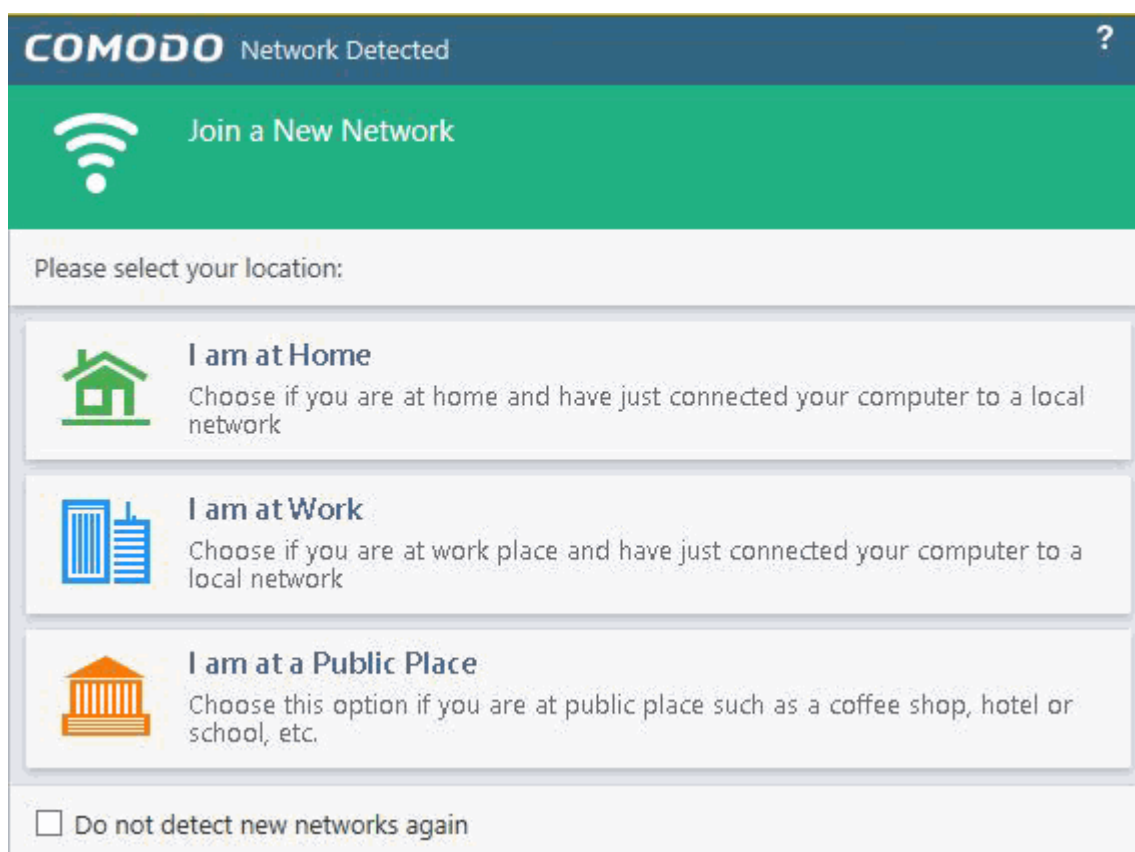 COMODO Network Detected ?
Join a New Network
Please select your location:
I am at Home
Choose if you are at home and have just connected your computer to a local
network
I am at Work
Choose if you are at work place and have just connected your computer to a
local network
I am at a Public Place
Choose this option if you are at public place such as a coffee shop, hotel or
school, etc.
Do not detect new networks again